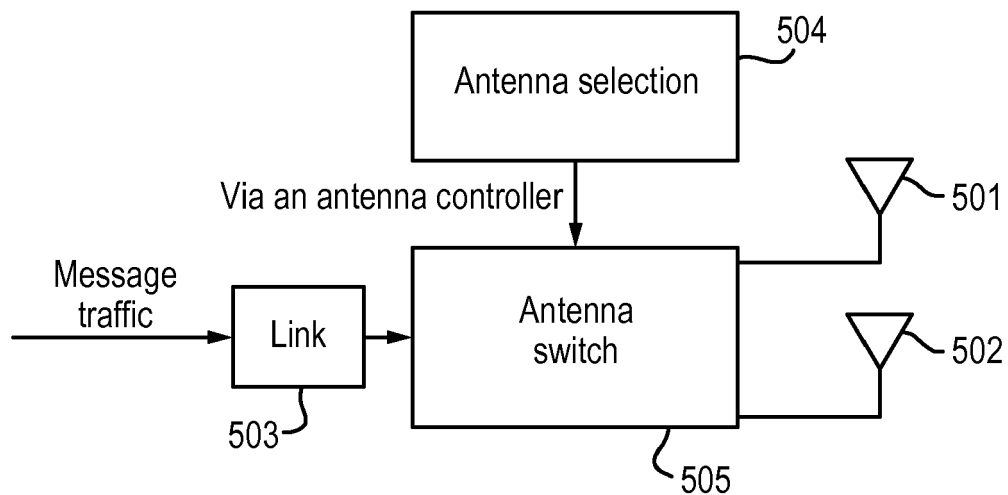 504
Antenna selection
Via an antenna controller
501
Message
traffic
Link
Antenna
switch
502
503
505